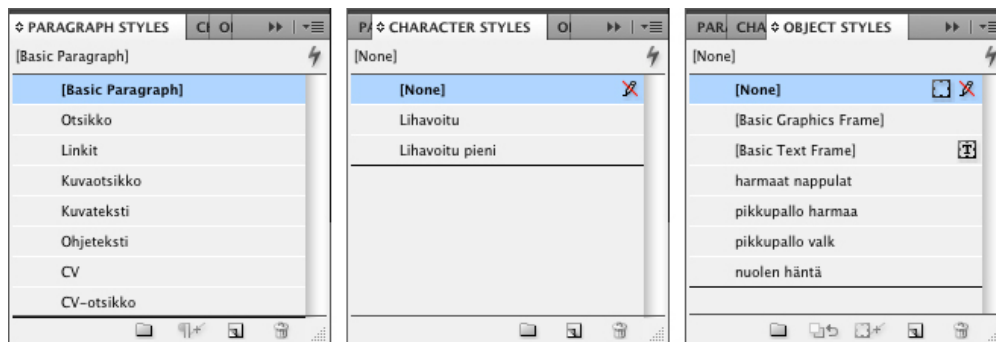 PARAGRAPH STYLES
[Basic Paragraph]
[Basic Paragraph]
Otsikko
Linkit
Kuvaotsikko
Kuvateksti
Ohjeteksti
CV
CV-otsikko
CHARACTER STYLES
[None]
[None]
Lihavoitu
Lihavoitu pieni
PAR CHA OBJECT STYLES
[None]
[None]
[Basic Graphics Frame]
[Basic Text Frame]
harmaat nappulat
pikkupallo harmaa
pikkupallo valk
nuolen häntä